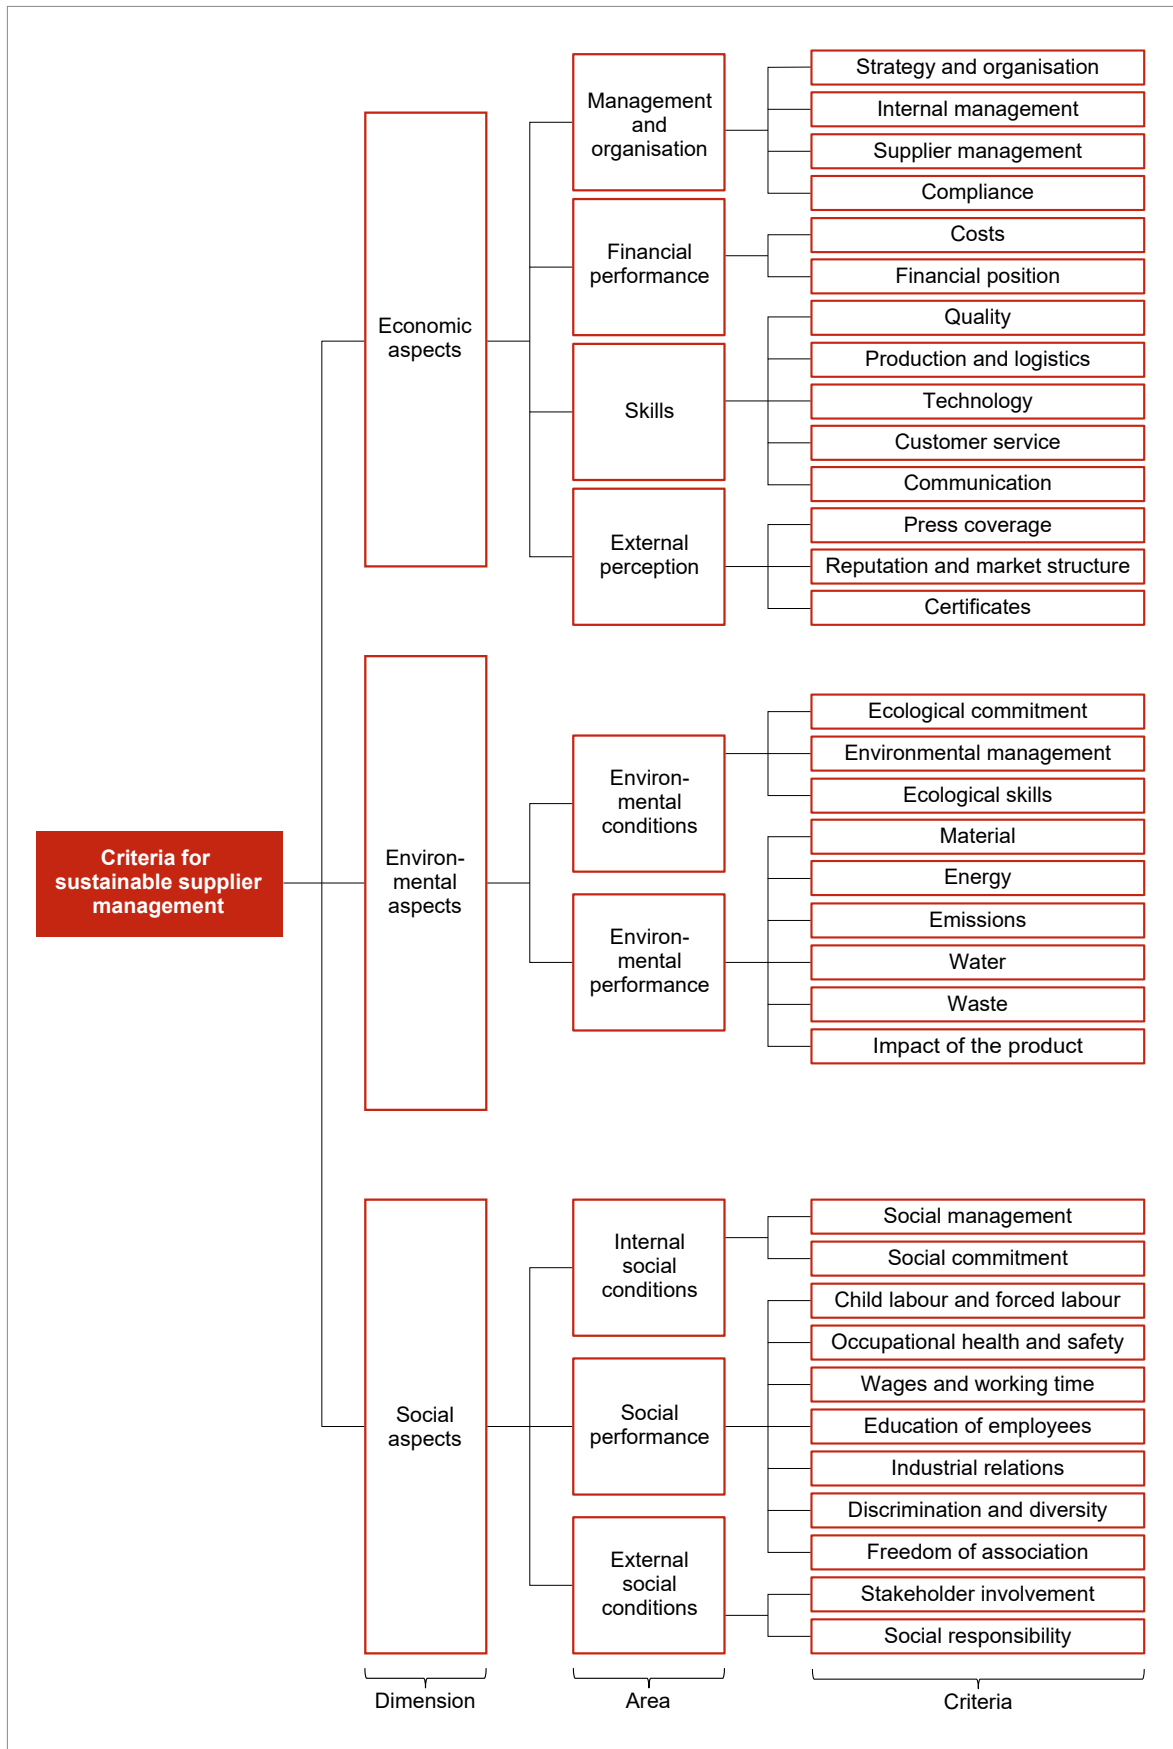 Criteria for
sustainable supplier
management
Economic
aspects
Management
and
organisation
Strategy and organisation
Internal management
Supplier management
Compliance
Financial
performance
Costs
Financial position
Skills
Quality
Production and logistics
Technology
Customer service
Communication
External
perception
Press coverage
Reputation and market structure
Certificates
Environ-
mental
aspects
Environ-
mental
conditions
Ecological commitment
Environmental management
Ecological skills
Environ-
mental
performance
Material
Energy
Emissions
Water
Waste
Impact of the product
Social
aspects
Internal
social
conditions
Social management
Social commitment
Social
performance
Child labour and forced labour
Occupational health and safety
Wages and working time
Education of employees
Industrial relations
Discrimination and diversity
Freedom of association
External
social
conditions
Stakeholder involvement
Social responsibility
Dimension
Area
Criteria